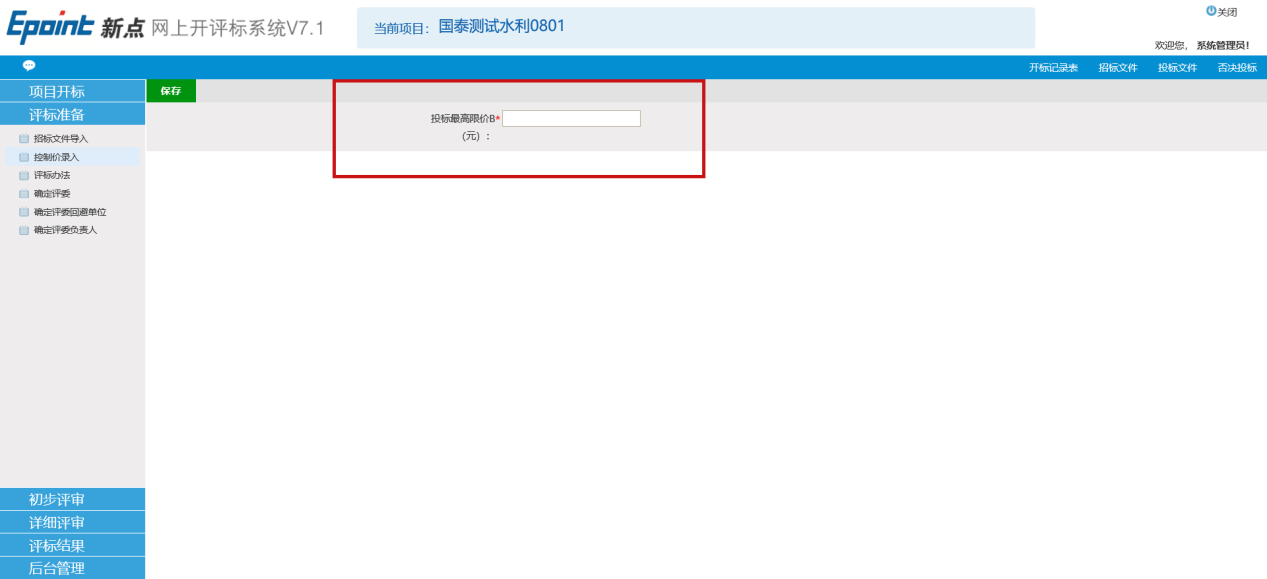 Epoint 新点 网上开评标系统V7.1
当前项目: 国泰测试水利0801
关闭
欢迎您, 系统管理员!
开标记录表 招标文件 投标文件 否决投标
项目开标
评标准备
招标文件导入
控制价录入
评标办法
确定评委
确定评委回避单位
确定评委负责人
初步评审
详细评审
评标结果
后台管理
保存
投标最高限价B*
(元) :